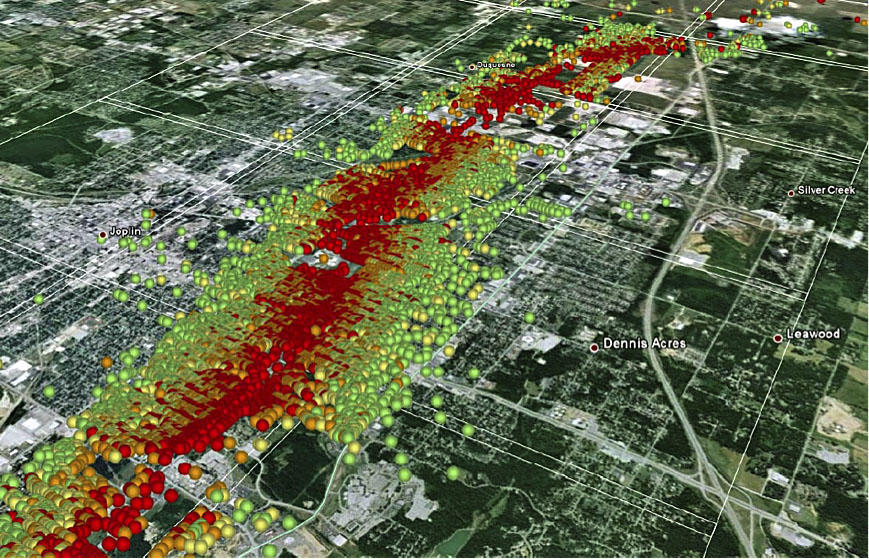 Duquesne
Silver Creek
Joplin
Leawood
Dennis Acres